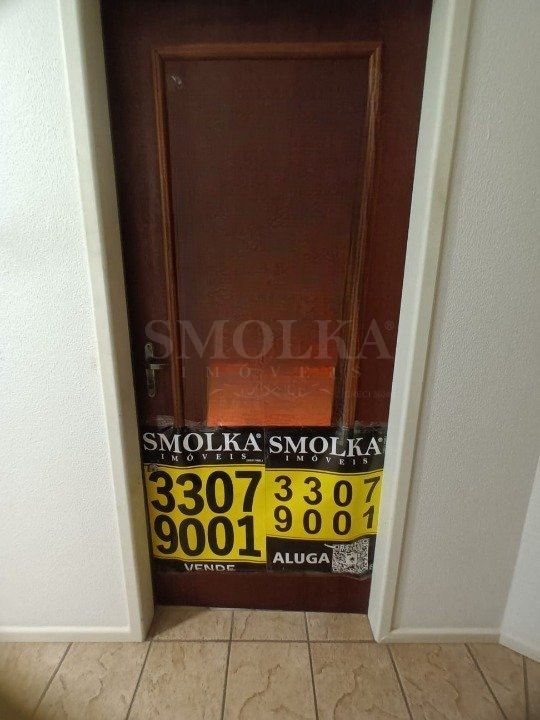 SMOLKA®
IMÓVEIS
SMOLKA®
IMÓVEIS
3307
9001
VENDE
SMOLKA®
IMÓVEIS
3307
9001
ALUGA